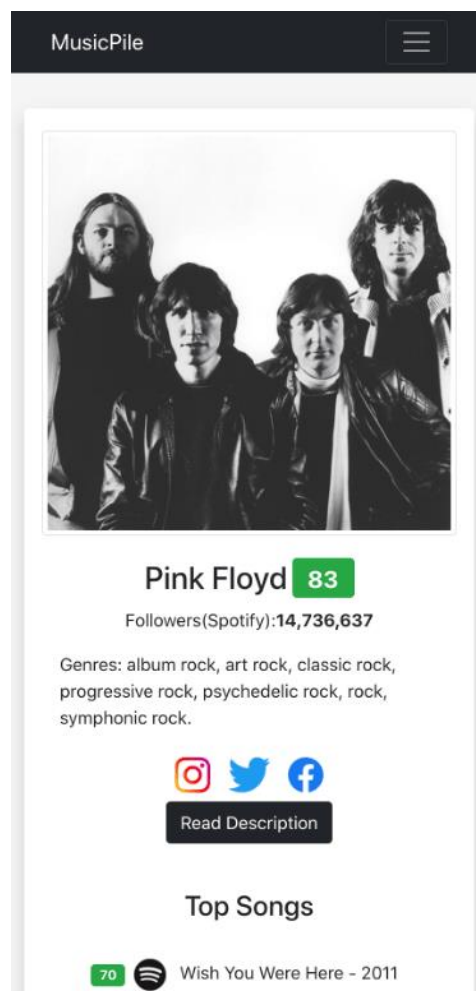 MusicPile
Pink Floyd 83
Followers(Spotify):14,736,637
Genres: album rock, art rock, classic rock,
progressive rock, psychedelic rock, rock,
symphonic rock.
Read Description
Top Songs
70 Wish You Were Here - 2011